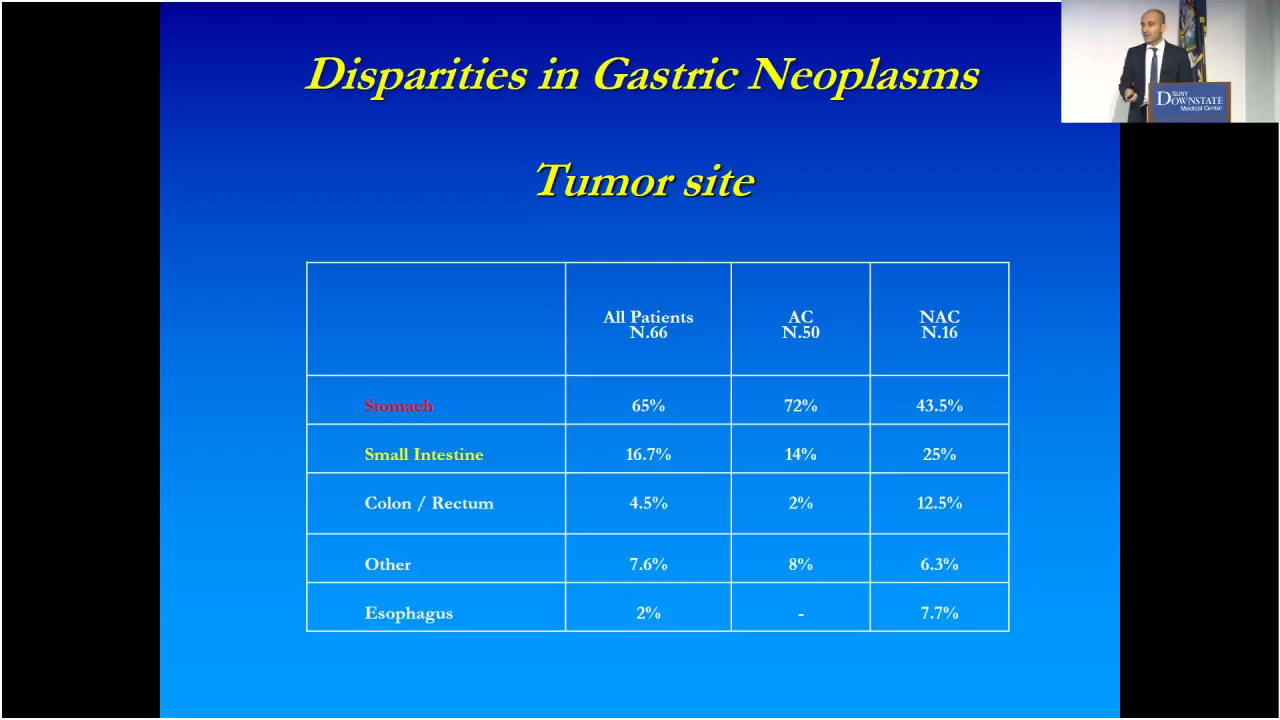 Disparities in Gastric Neoplasms
SUNY
DOWNSTATE
Medical Center
Tumor site
All Patients AC NAC
N.66 N.50 N.16
Stomach 65% 72% 43.5%
Small Intestine 16.7% 14% 25%
Colon / Rectum 4.5% 2% 12.5%
Other 7.6% 8% 6.3%
Esophagus 2% - 7.7%